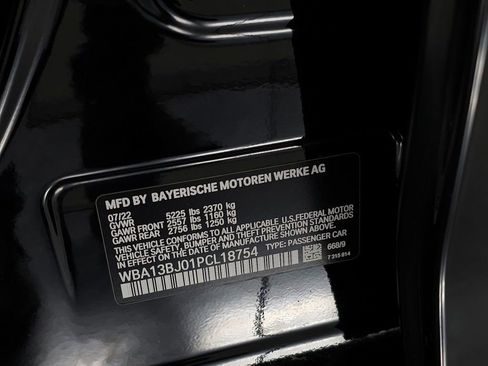 MFD BY BAYERISCHE MOTOREN WERKE AG
07/22
GVWR 5225 lbs 2370 kg
GAWR FRONT 2557 lbs 1160 kg
GAWR REAR 2756 lbs 1250 kg
THIS VEHICLE CONFORMS TO ALL APPLICABLE U.S. FEDERAL
MOTOR VEHICLE SAFETY, BUMPER, AND THEFT PREVENTION
STANDARDS IN EFFECT ON THE DATE OF MANUFACTURE SHOWN ABOVE.
WBA13BJ01PCL18754 TYPE: PASSENGER CAR
668/9
7 315 814